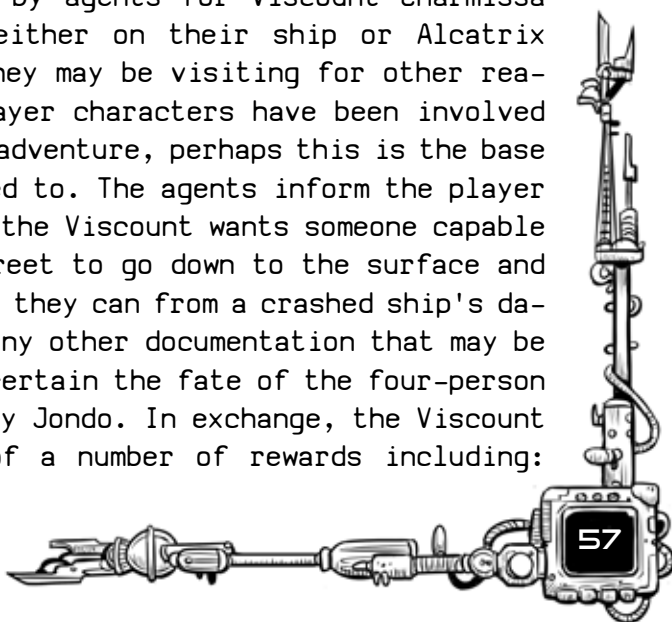 by agents for Viscount Charmissa
either on their ship or Alcatrix
hey may be visiting for other rea-
ayer characters have been involved
adventure, perhaps this is the base
ed to. The agents inform the player
the Viscount wants someone capable
reet to go down to the surface and
they can from a crashed ship's da-
ny other documentation that may be
certain the fate of the four-person
y Jondo. In exchange, the Viscount
of a number of rewards including:
57